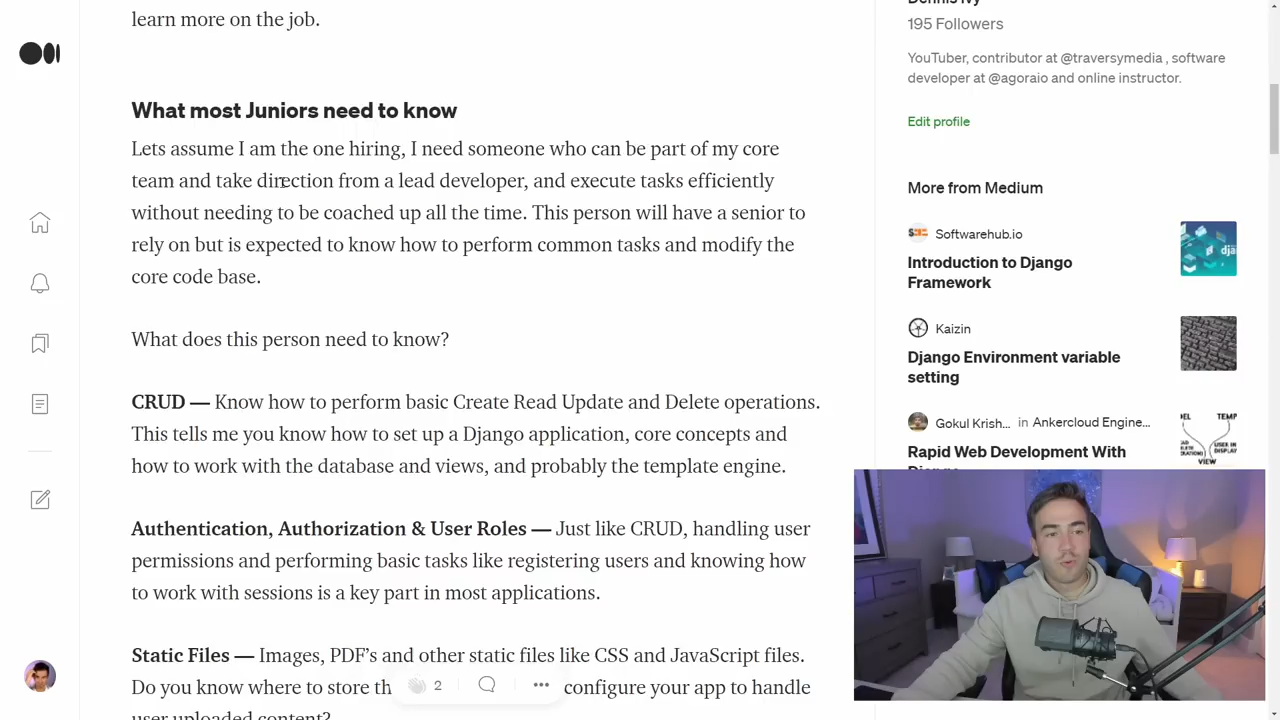 learn more on the job.
What most Juniors need to know
Lets assume I am the one hiring, I need someone who can be part of my core
team and take direction from a lead developer, and execute tasks efficiently
without needing to be coached up all the time. This person will have a senior to
rely on but is expected to know how to perform common tasks and modify the
core code base.
What does this person need to know?
CRUD — Know how to perform basic Create Read Update and Delete operations.
This tells me you know how to set up a Django application, core concepts and
how to work with the database and views, and probably the template engine.
Authentication, Authorization & User Roles — Just like CRUD, handling user
permissions and performing basic tasks like registering users and knowing how
to work with sessions is a key part in most applications.
Static Files — Images, PDF's and other static files like CSS and JavaScript files.
Do you know where to store th configure your app to handle
user uploaded content?
2
Dennis Ivy
195 Followers
YouTuber, contributor at @traversymedia , software
developer at @agoraio and online instructor.
Edit profile
More from Medium
Softwarehub.io
Introduction to Django
Framework
Kaizin
Django Environment variable
setting
Gokul Krish... in Ankercloud Engine...
Rapid Web Development With